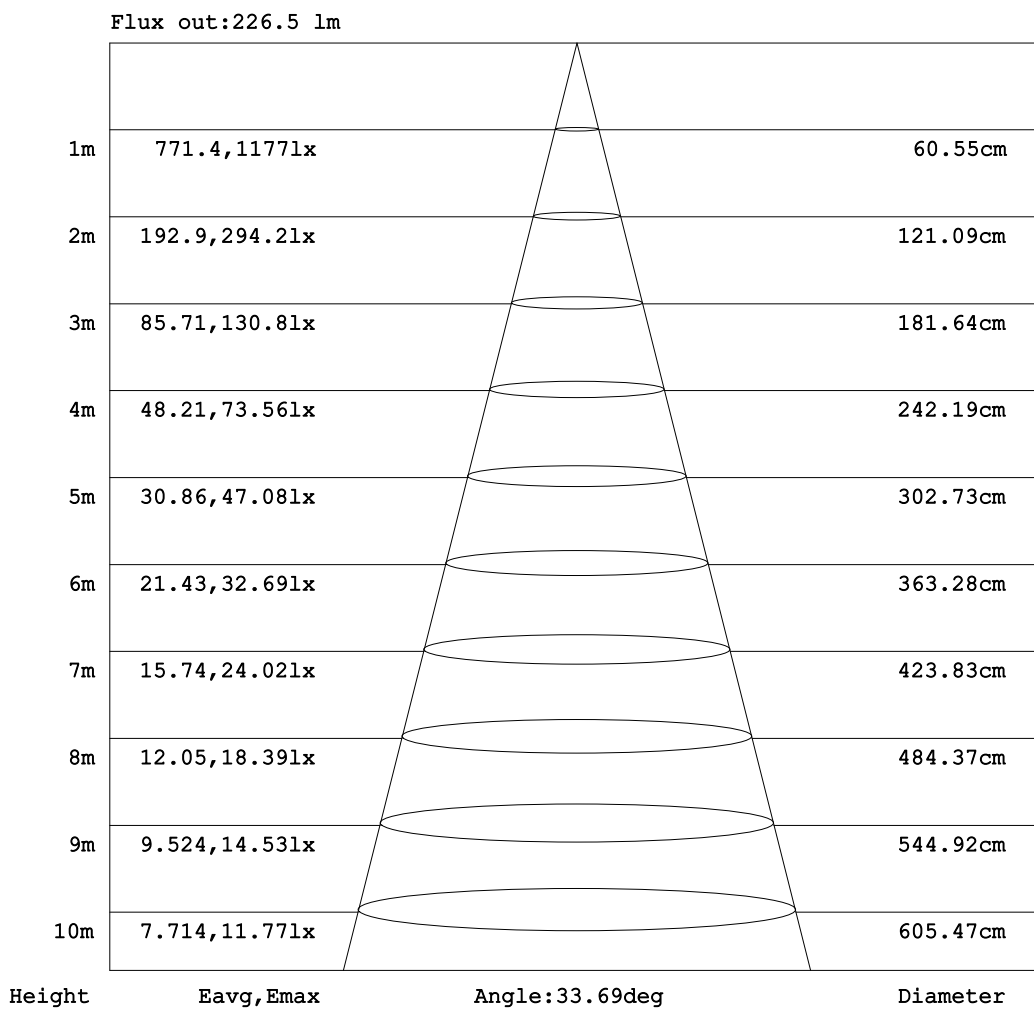 Flux out:226.5 lm
1m 771.4,1177lx 60.55cm
2m 192.9,294.2lx 121.09cm
3m 85.71,130.8lx 181.64cm
4m 48.21,73.56lx 242.19cm
5m 30.86,47.08lx 302.73cm
6m 21.43,32.69lx 363.28cm
7m 15.74,24.02lx 423.83cm
8m 12.05,18.39lx 484.37cm
9m 9.524,14.53lx 544.92cm
10m 7.714,11.77lx 605.47cm
Height Eavg,Emax Angle:33.69deg Diameter